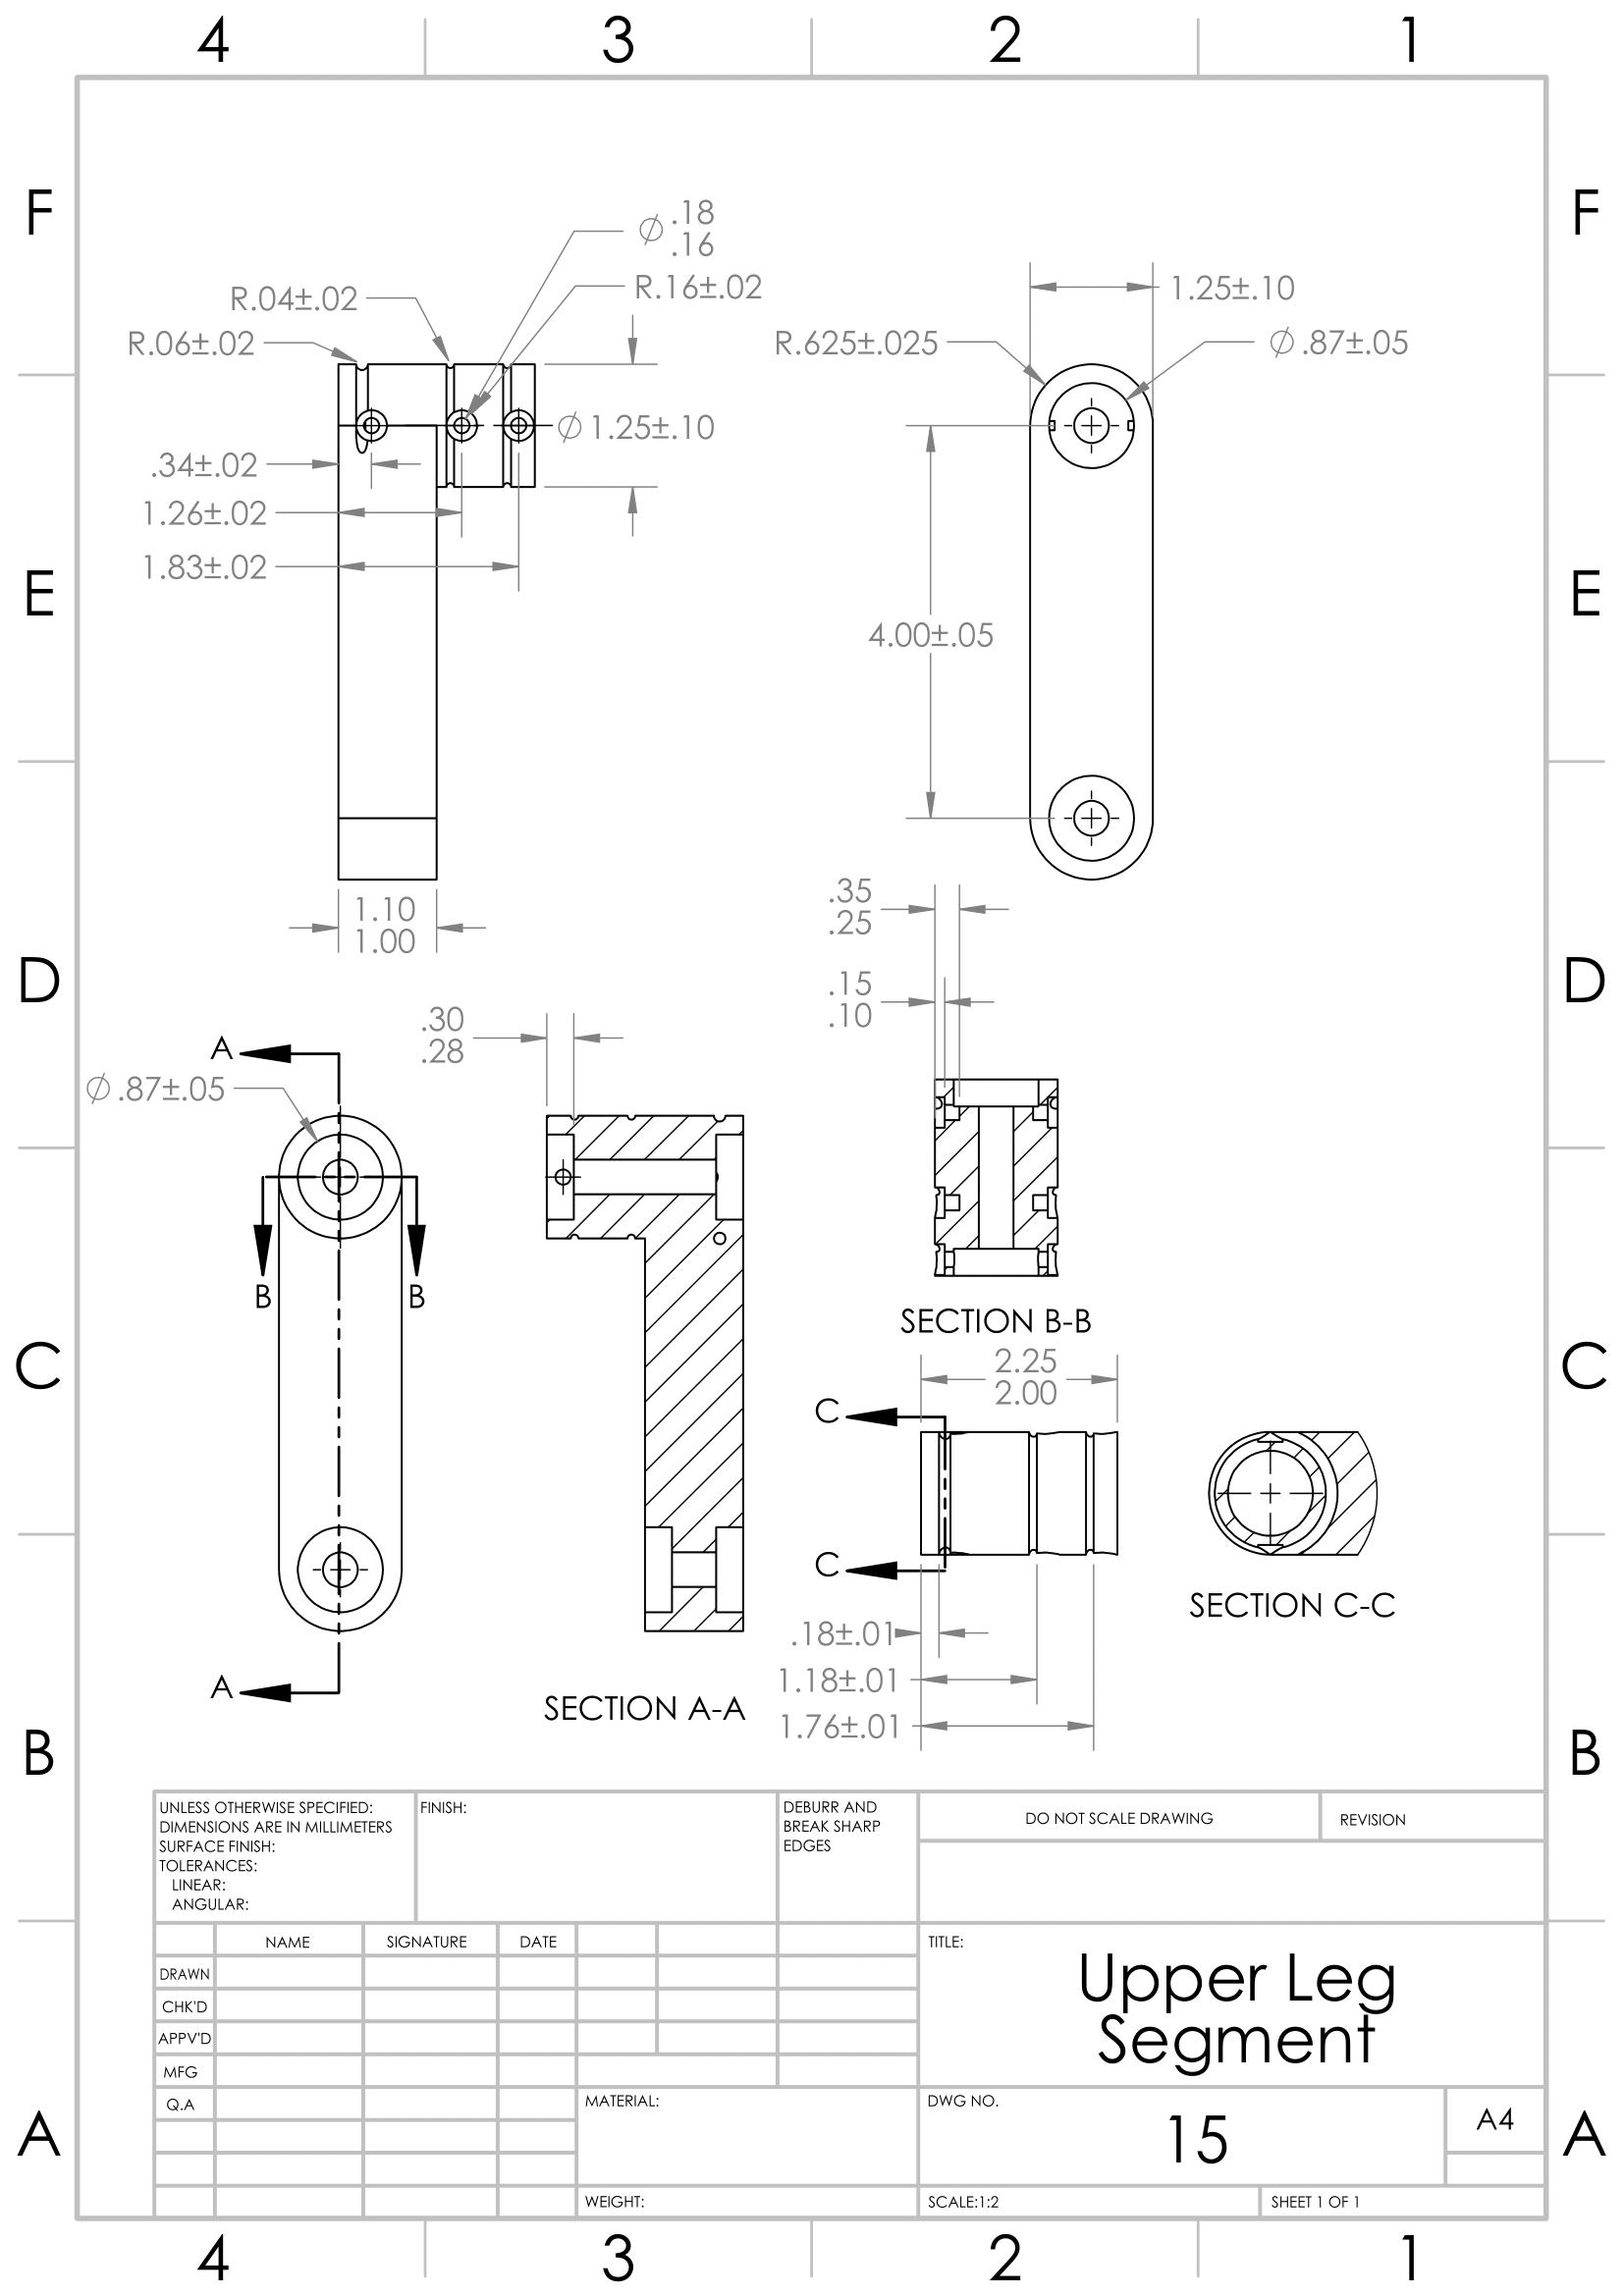 4 3 2 1
F F
∅ .18
.16
R.16±.02
R.04±.02
R.06±.02
1.25±.10
R.625±.025
∅ .87±.05
∅ 1.25±.10
.34±.02
1.26±.02
1.83±.02
E E
4.00±.05
.35
.25
1.10
1.00
D D
.15
.10
.30
.28
A
∅ .87±.05
B B
SECTION B-B
2.25
2.00
C C
C
C
SECTION C-C
.18±.01
1.18±.01
1.76±.01
A
SECTION A-A
B B
UNLESS OTHERWISE SPECIFIED:
DIMENSIONS ARE IN MILLIMETERS
SURFACE FINISH:
TOLERANCES:
LINEAR:
ANGULAR:
FINISH:
DEBURR AND
BREAK SHARP
EDGES
DO NOT SCALE DRAWING
REVISION
NAME SIGNATURE DATE
DRAWN
CHK'D
APPV'D
MFG
Q.A
TITLE:
Upper Leg
Segment
MATERIAL:
DWG NO.
15
A4
WEIGHT:
SCALE:1:2
SHEET 1 OF 1
A A
4 3 2 1